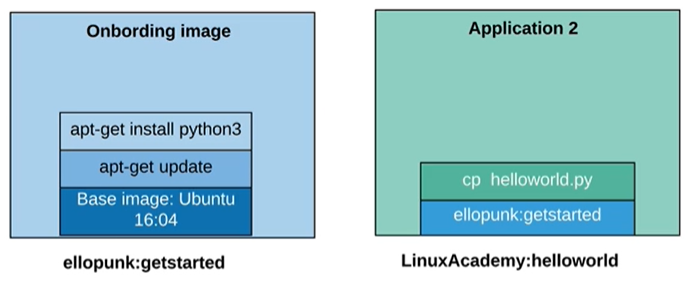 Onbording image
apt-get install python3
apt-get update
Base image: Ubuntu
16:04
ellopunk:getstarted
Application 2
cp helloworld.py
ellopunk:getstarted
LinuxAcademy:helloworld